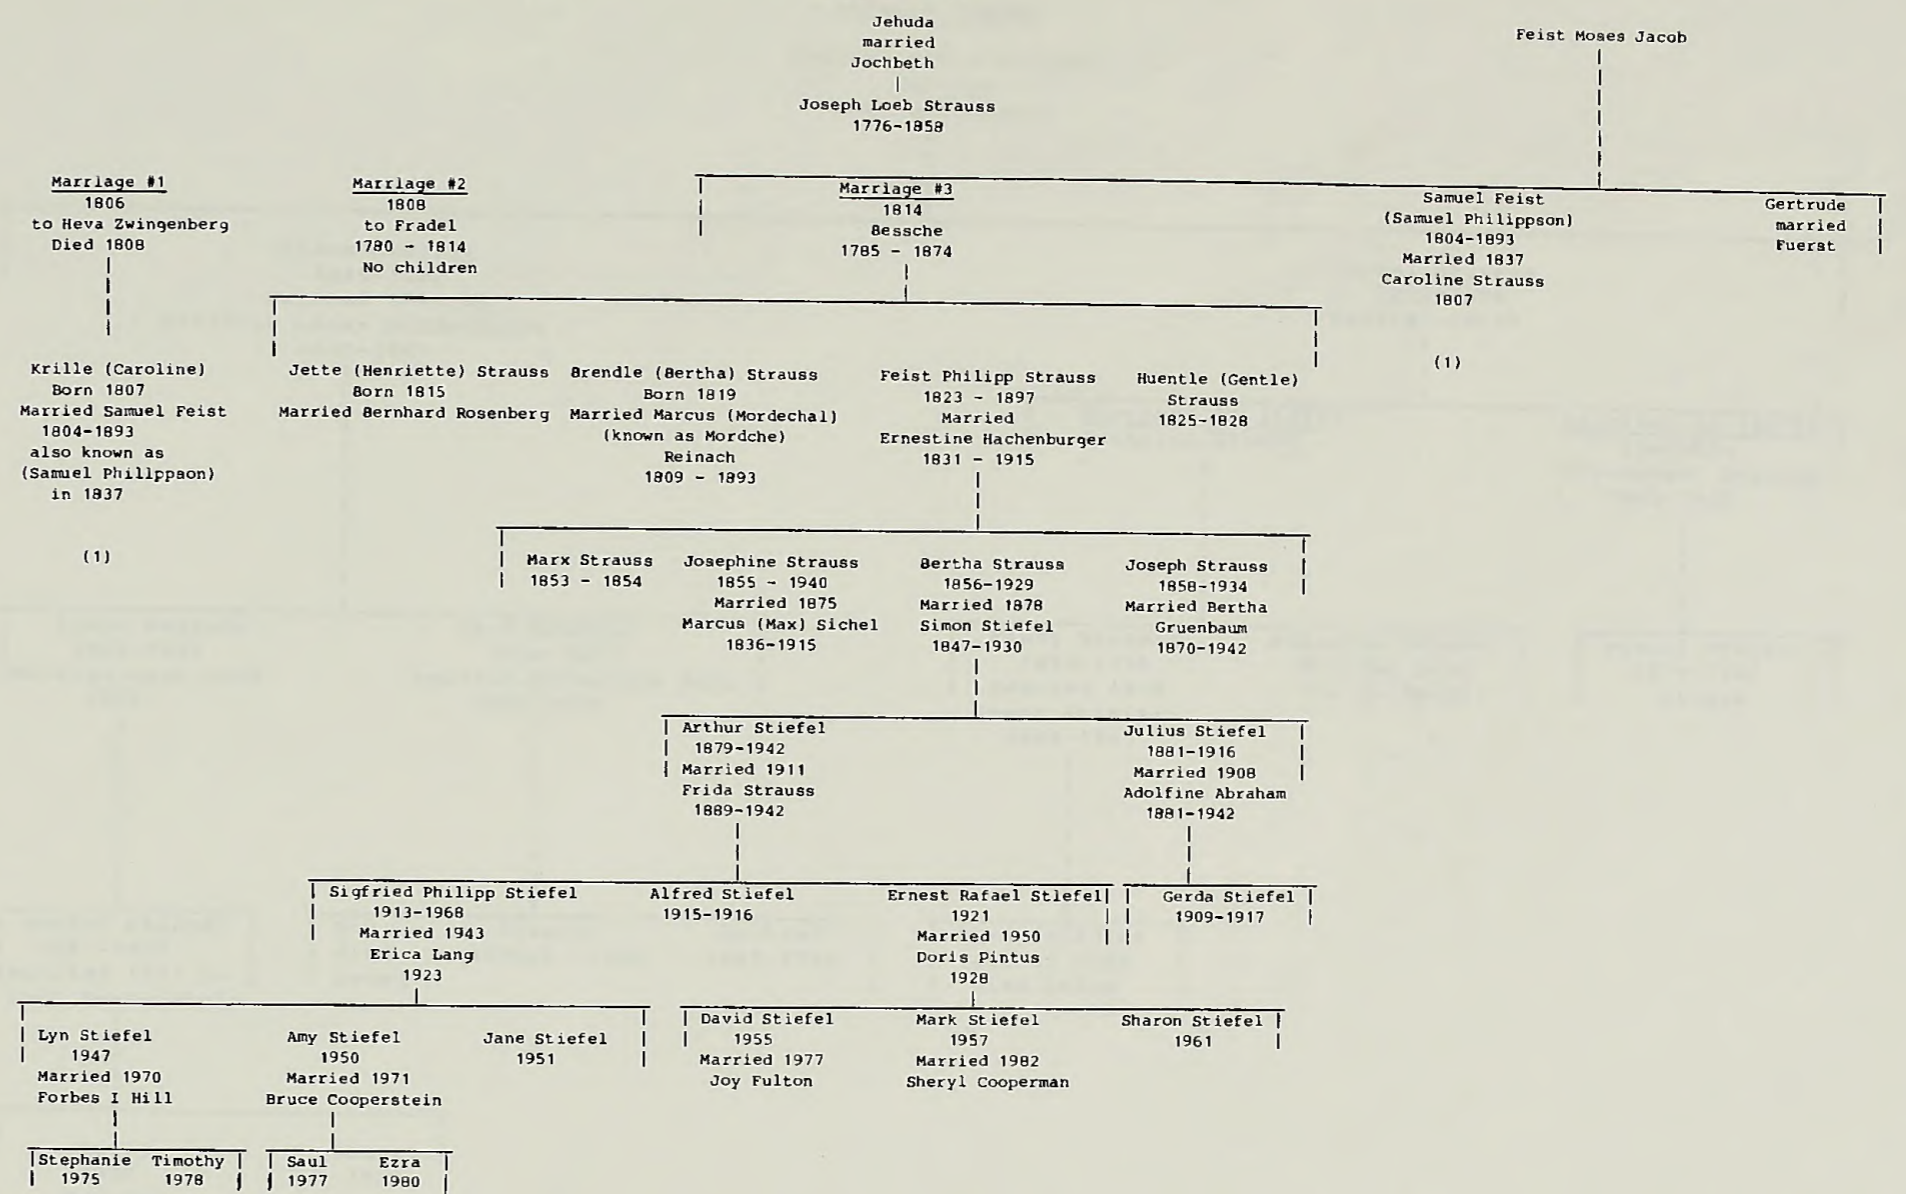 Jehuda
married
Jochbeth
Joseph Loeb Strauss
1776-1858
Feist Moses Jacob
Marriage #1
1806
to Heva Zwingenberg
Died 1808
Marriage #2
1808
to Fradel
1780 - 1814
No children
Marriage #3
1814
Bessche
1785 - 1874
Samuel Feist
(Samuel Philippson)
1804-1893
Married 1837
Caroline Strauss
1807
(1)
Gertrude
married
Fuerst
Krille (Caroline)
Born 1807
Married Samuel Feist
1804-1893
also known as
(Samuel Philippson)
in 1837
(1)
Jette (Henriette) Strauss
Born 1815
Married Bernhard Rosenberg
Brendle (Bertha) Strauss
Born 1819
Married Marcus (Mordechal)
(known as Mordche)
Reinach
1809 - 1893
Feist Philipp Strauss
1823 - 1897
Married
Ernestine Hachenburger
1831 - 1915
Huentle (Gentle)
Strauss
1825-1828
Marx Strauss
1853 - 1854
Josephine Strauss
1855 - 1940
Married 1875
Marcus (Max) Sichel
1836-1915
Bertha Strauss
1856-1929
Married 1878
Simon Stiefel
1847-1930
Joseph Strauss
1858-1934
Married Bertha
Gruenbaum
1870-1942
Arthur Stiefel
1879-1942
Married 1911
Frida Strauss
1889-1942
Julius Stiefel
1881-1916
Married 1908
Adolfine Abraham
1881-1942
Sigfried Philipp Stiefel
1913-1968
Married 1943
Erica Lang
1923
Alfred Stiefel
1915-1916
Ernest Rafael Stiefel
1921
Married 1950
Doris Pintus
1928
Gerda Stiefel
1909-1917
Lyn Stiefel
1947
Married 1970
Forbes I Hill
Amy Stiefel
1950
Married 1971
Bruce Cooperstein
Jane Stiefel
1951
David Stiefel
1955
Married 1977
Joy Fulton
Mark Stiefel
1957
Married 1982
Sheryl Cooperman
Sharon Stiefel
1961
Stephanie
1975
Timothy
1978
Saul
1977
Ezra
1980